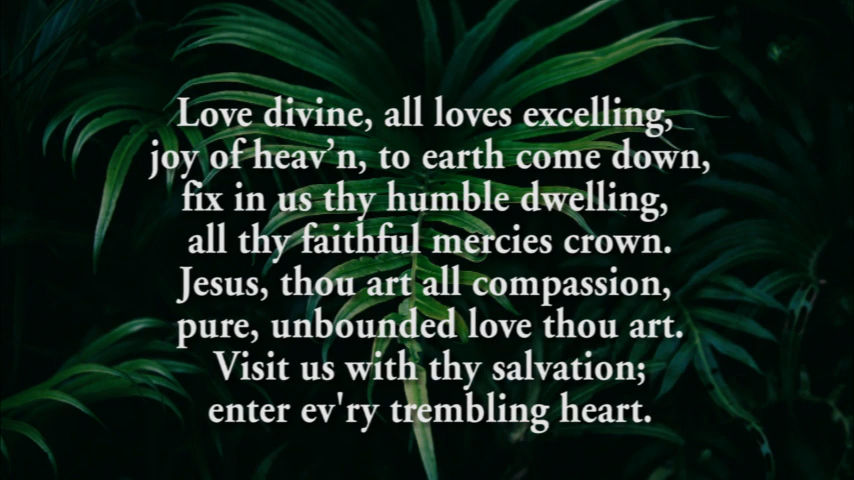 Love divine, all loves excelling,
joy of heav’n, to earth come down,
fix in us thy humble dwelling,
all thy faithful mercies crown.
Jesus, thou art all compassion,
pure, unbounded love thou art.
Visit us with thy salvation;
enter ev'ry trembling heart.